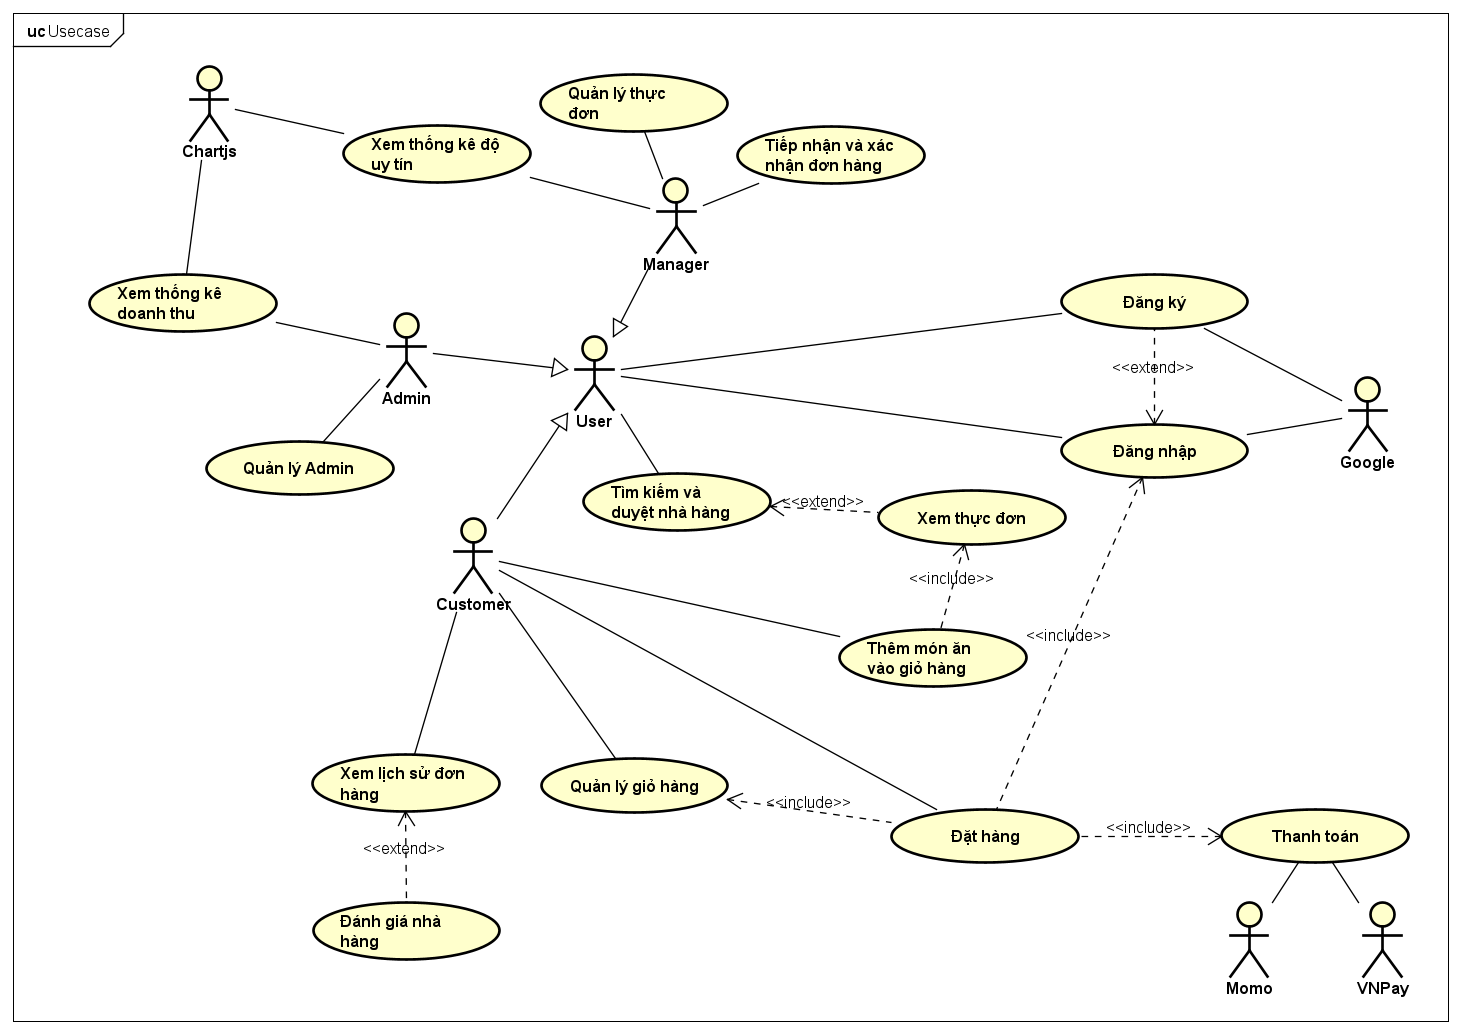 uc Usecase
Chartjs
Xem thống kê độ
uy tín
Quản lý thực
đơn
Tiếp nhận và xác
nhận đơn hàng
Manager
Xem thống kê
doanh thu
Admin
User
Đăng ký
<<extend>>
Đăng nhập
Google
Quản lý Admin
Tìm kiếm và
duyệt nhà hàng
<<extend>>
Xem thực đơn
<<include>>
Customer
Thêm món ăn
vào giỏ hàng
<<include>>
Xem lịch sử đơn
hàng
Quản lý giỏ hàng
<<include>>
Đặt hàng
<<include>>
Thanh toán
<<extend>>
Đánh giá nhà
hàng
Momo
VNPay